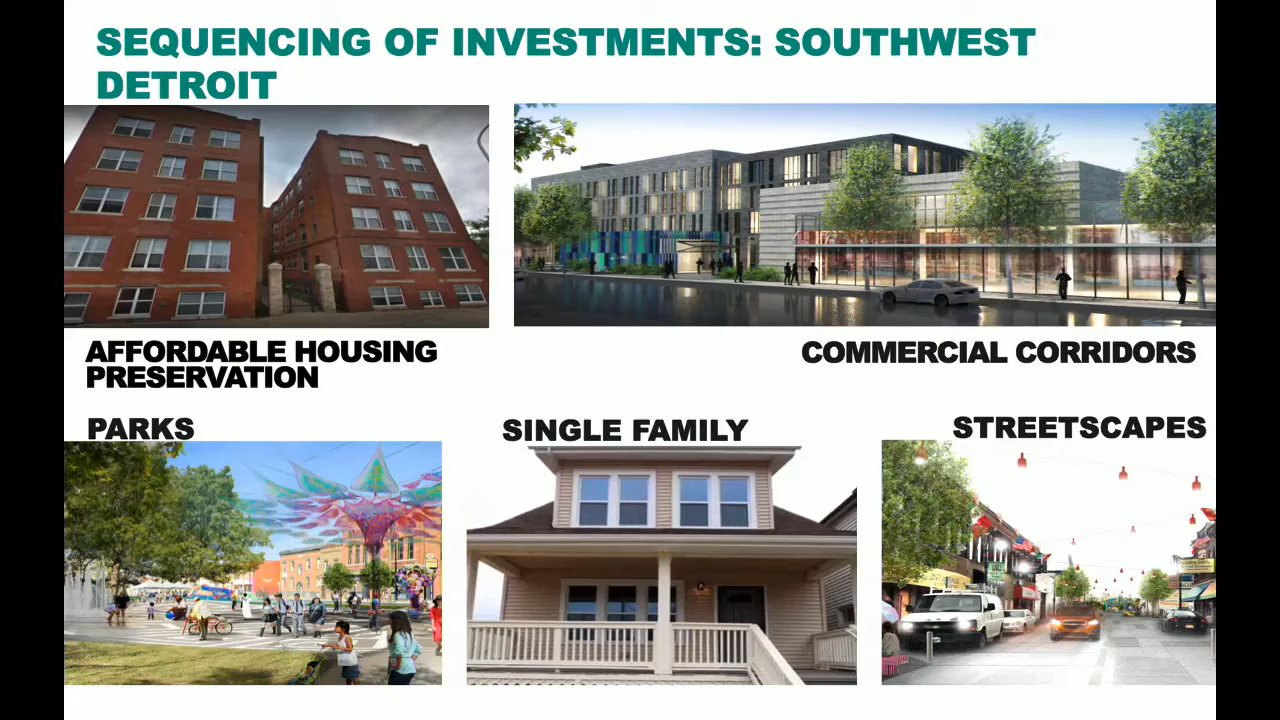 SEQUENCING OF INVESTMENTS: SOUTHWEST
DETROIT
AFFORDABLE HOUSING
PRESERVATION
COMMERCIAL CORRIDORS
PARKS
SINGLE FAMILY
STREETSCAPES